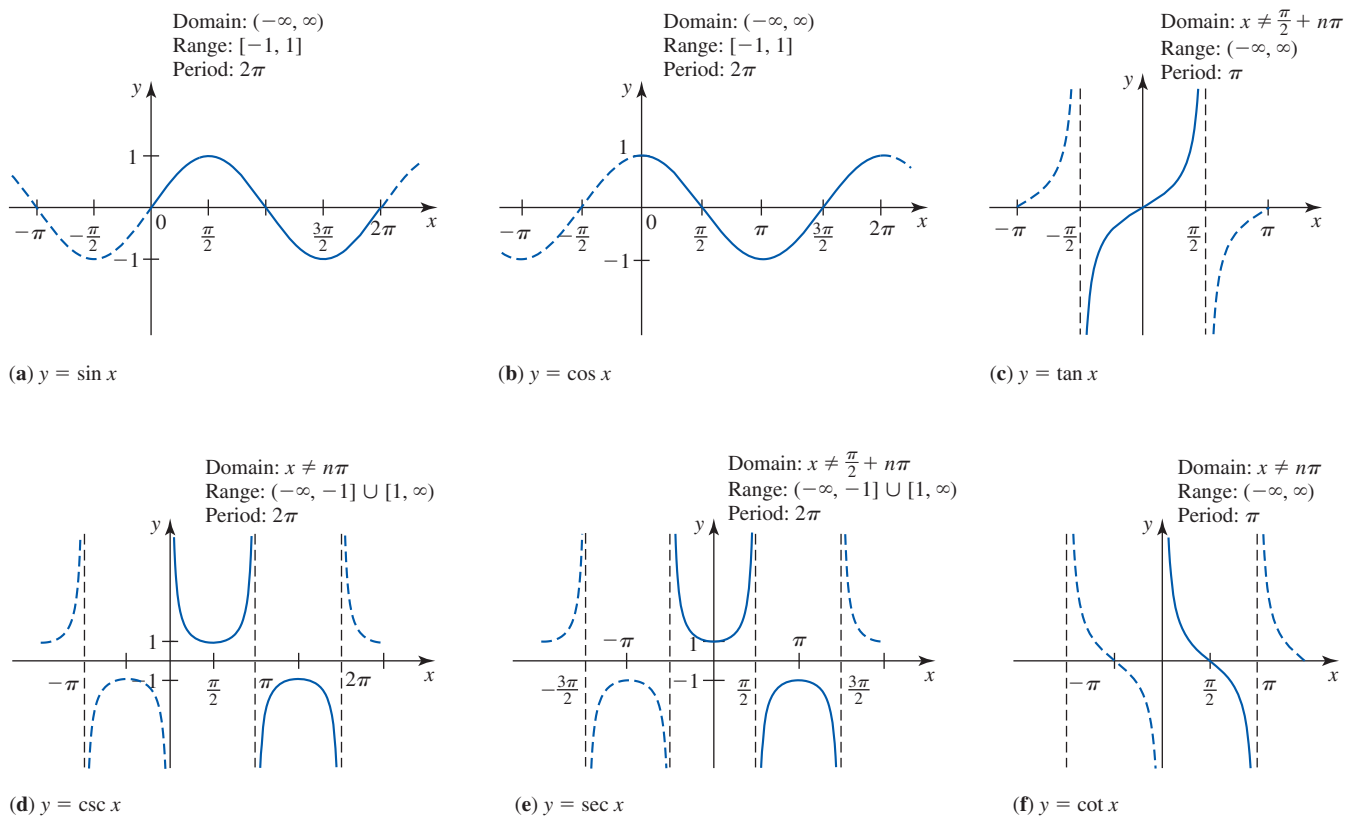 Domain: (−∞, ∞)
Range: [−1, 1]
Period: 2π
y
1
−π
−π/2
0
π/2
3π/2
2π
x
−1
(a) y = sin x
Domain: (−∞, ∞)
Range: [−1, 1]
Period: 2π
y
1
−π
−π/2
0
π/2
π
3π/2
2π
x
−1
(b) y = cos x
Domain: x ≠ π/2 + nπ
Range: (−∞, ∞)
Period: π
y
−π
−π/2
π/2
π
x
(c) y = tan x
Domain: x ≠ nπ
Range: (−∞, −1] ∪ [1, ∞)
Period: 2π
y
1
−π
−1
π/2
π
2π
x
(d) y = csc x
Domain: x ≠ π/2 + nπ
Range: (−∞, −1] ∪ [1, ∞)
Period: 2π
y
−π
1
π
−3π/2
−1
π/2
3π/2
x
(e) y = sec x
Domain: x ≠ nπ
Range: (−∞, ∞)
Period: π
y
−π
π/2
π
x
(f) y = cot x